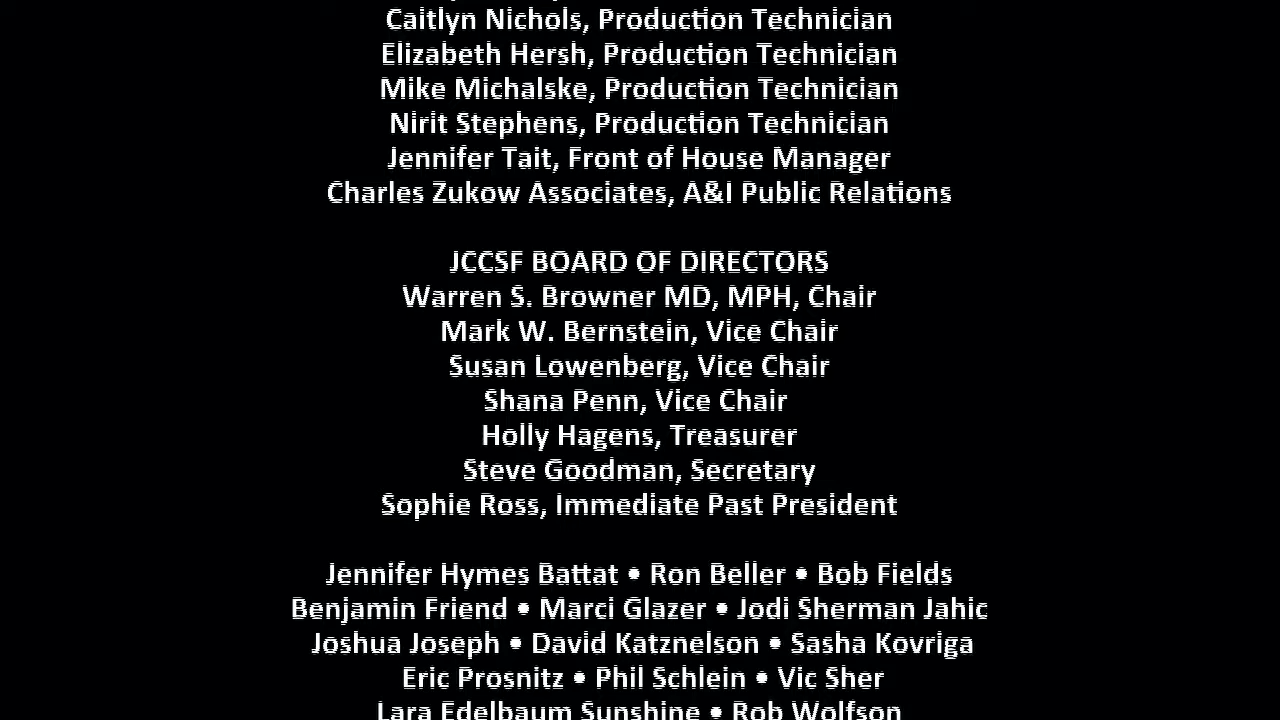 Caitlyn Nichols, Production Technician
Elizabeth Hersh, Production Technician
Mike Michalske, Production Technician
Nirit Stephens, Production Technician
Jennifer Tait, Front of House Manager
Charles Zukow Associates, A&I Public Relations
JCCSF BOARD OF DIRECTORS
Warren S. Browner MD, MPH, Chair
Mark W. Bernstein, Vice Chair
Susan Lowenberg, Vice Chair
Shana Penn, Vice Chair
Holly Hagens, Treasurer
Steve Goodman, Secretary
Sophie Ross, Immediate Past President
Jennifer Hymes Battat • Ron Beller • Bob Fields
Benjamin Friend • Marci Glazer • Jodi Sherman Jahic
Joshua Joseph • David Katznelson • Sasha Kovriga
Eric Prosnitz • Phil Schlein • Vic Sher
Lara Edelbaum Sunshine • Rob Wolfson